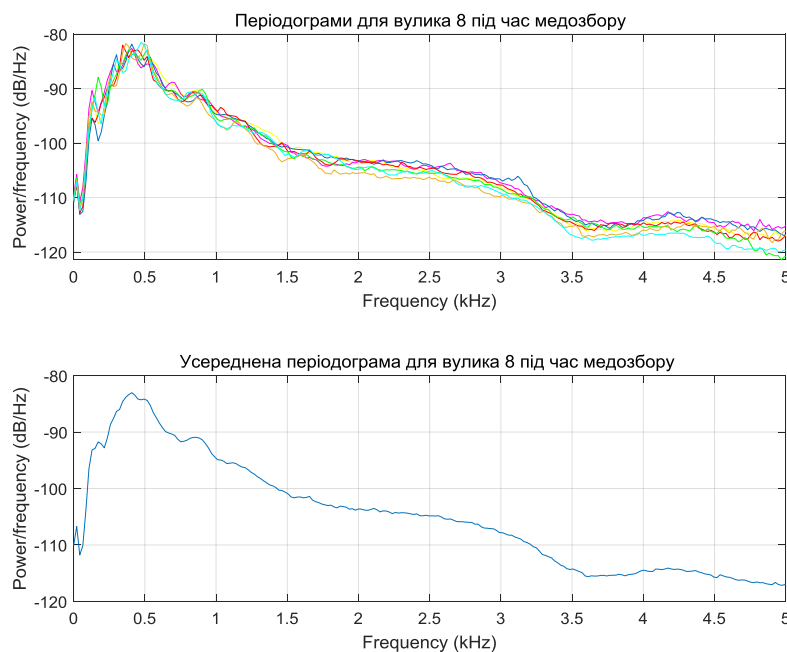 Періодограми для вулика 8 під час медозбору
-80
-90
-100
-110
-120
Power/frequency (dB/Hz)
0 0.5 1 1.5 2 2.5 3 3.5 4 4.5 5
Frequency (kHz)
Усереднена періодограма для вулика 8 під час медозбору
-80
-90
-100
-110
-120
Power/frequency (dB/Hz)
0 0.5 1 1.5 2 2.5 3 3.5 4 4.5 5
Frequency (kHz)